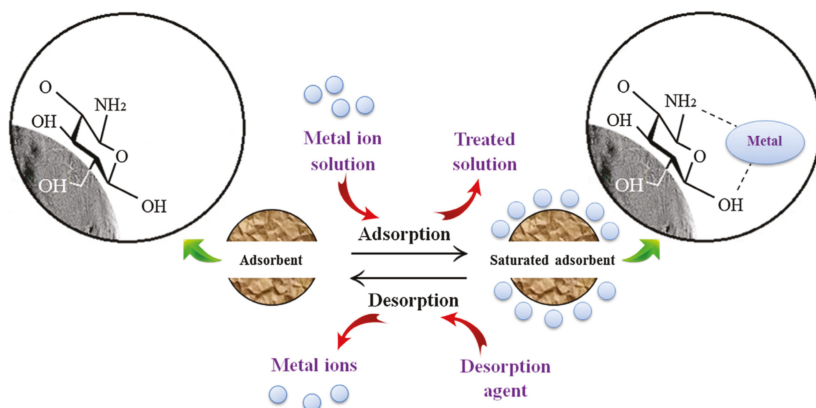 O
NH2
OH
O
OH
OH
Metal ion
solution
Treated
solution
Adsorption
Adsorbent
Saturated adsorbent
Desorption
Metal ions
Desorption
agent
O
NH2
OH
O
OH
OH
Metal